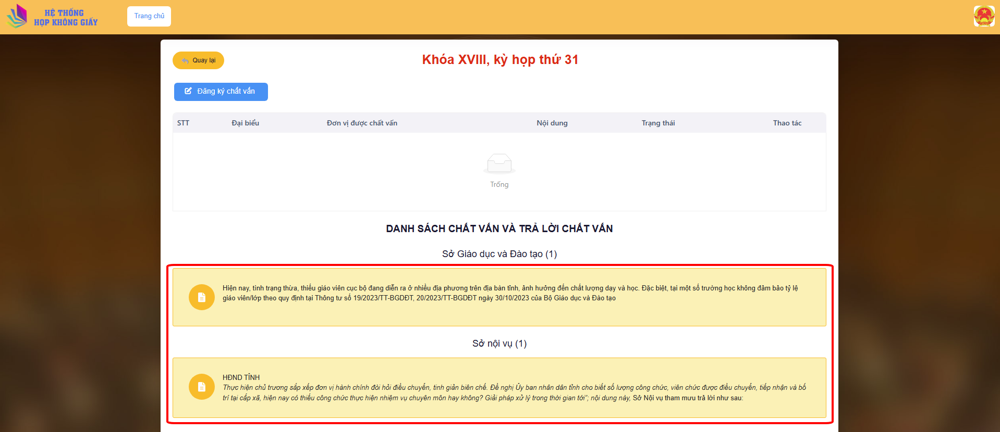 HỆ THỐNG
HỌP KHÔNG GIẤY
Trang chủ
Quay lại
Khóa XVIII, kỳ họp thứ 31
Đăng ký chất vấn
STT Đại biểu Đơn vị được chất vấn Nội dung Trạng thái Thao tác
Trống
DANH SÁCH CHẤT VẤN VÀ TRẢ LỜI CHẤT VẤN
Sở Giáo dục và Đào tạo (1)
Hiện nay, tình trạng thừa, thiếu giáo viên cục bộ đang diễn ra ở nhiều địa phương trên địa bàn tỉnh, ảnh hưởng đến chất lượng dạy và học. Đặc biệt, tại một số trường học không đảm bảo tỷ lệ
giáo viên/lớp theo quy định tại Thông tư số 19/2023/TT-BGDĐT, 20/2023/TT-BGDĐT ngày 30/10/2023 của Bộ Giáo dục và Đào tạo
Sở nội vụ (1)
HĐND TỈNH
Thực hiện chủ trương sắp xếp đơn vị hành chính đòi hỏi điều chuyển, tinh giản biên chế. Đề nghị Ủy ban nhân dân tỉnh cho biết số lượng công chức, viên chức được điều chuyển, tiếp nhận và bố
trí tại cấp xã, hiện nay có thiếu công chức thực hiện nhiệm vụ chuyên môn hay không? Giải pháp xử lý trong thời gian tới”; nội dung này, Sở Nội vụ tham mưu trả lời như sau: